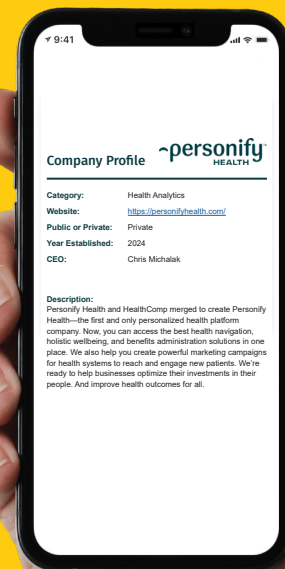 9:41
personify
HEALTH
Company Profile
Category: Health Analytics
Website: https://personifyhealth.com/
Public or Private: Private
Year Established: 2024
CEO: Chris Michalak
Description:
Personify Health and HealthComp merged to create Personify
Health—the first and only personalized health platform
company. Now, you can access the best health navigation,
holistic wellbeing, and benefits administration solutions in one
place. We also help you create powerful marketing campaigns
for health systems to reach and engage new patients. We're
ready to help businesses optimize their investments in their
people. And improve health outcomes for all.